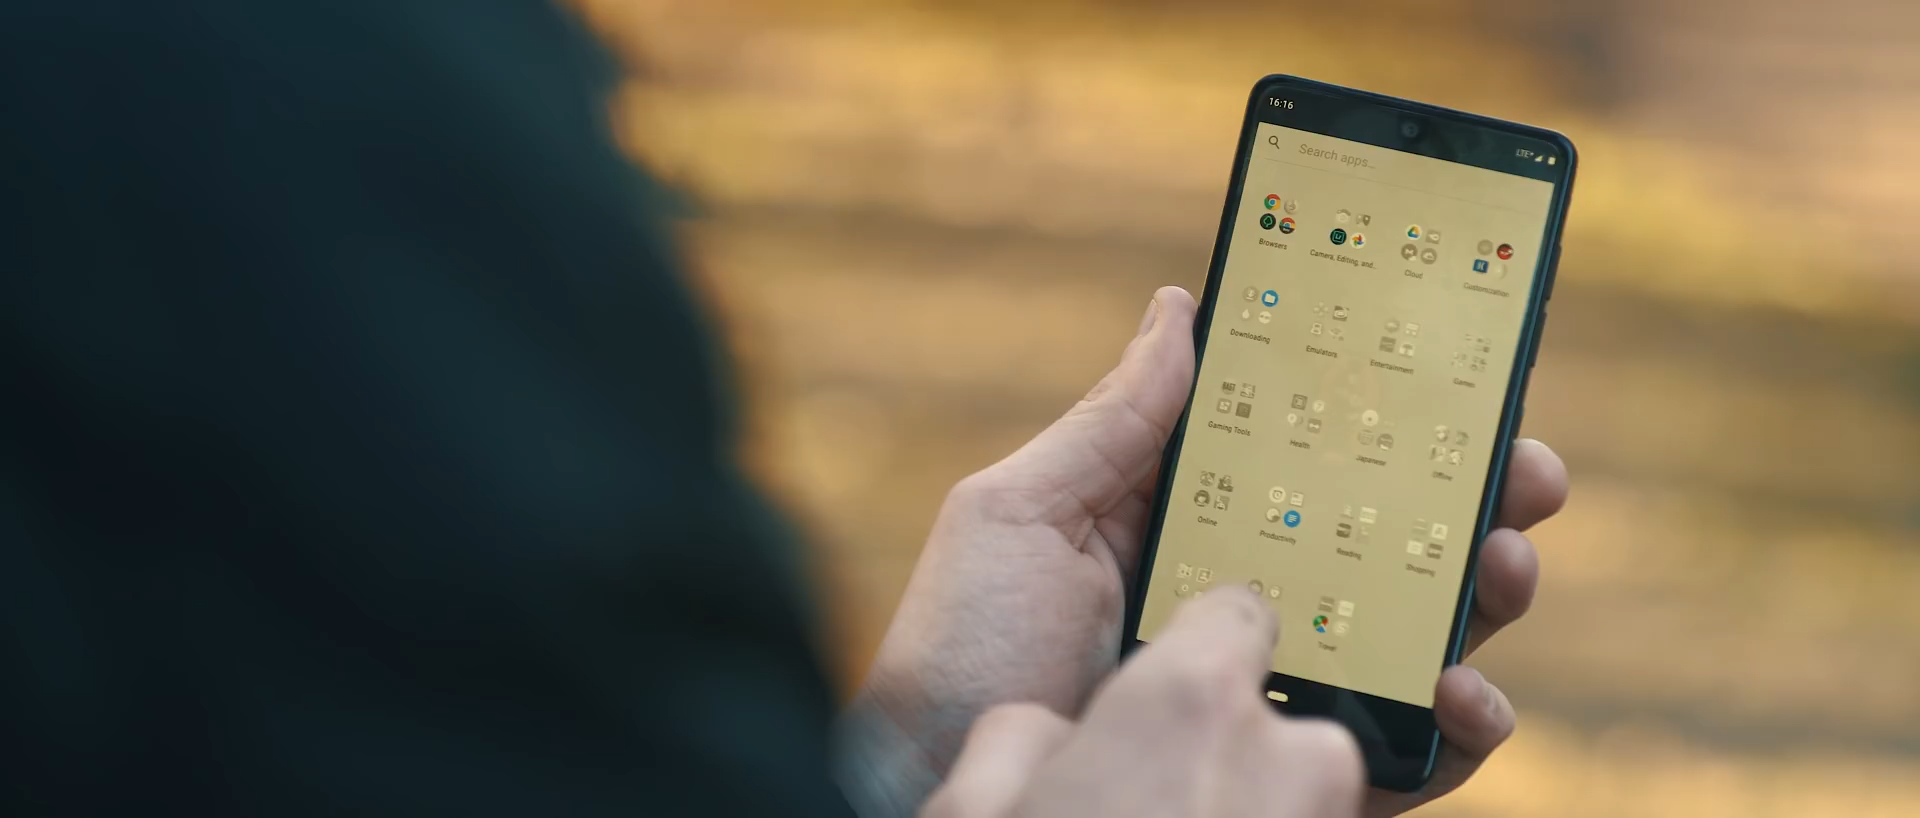 16:16
LTE+
Search apps...
Browsers
Camera, Editing, and...
Cloud
Customization
Downloading
Emulators
Entertainment
Games
Gaming Tools
Health
Japanese
Offline
Online
Productivity
Reading
Shopping
Travel